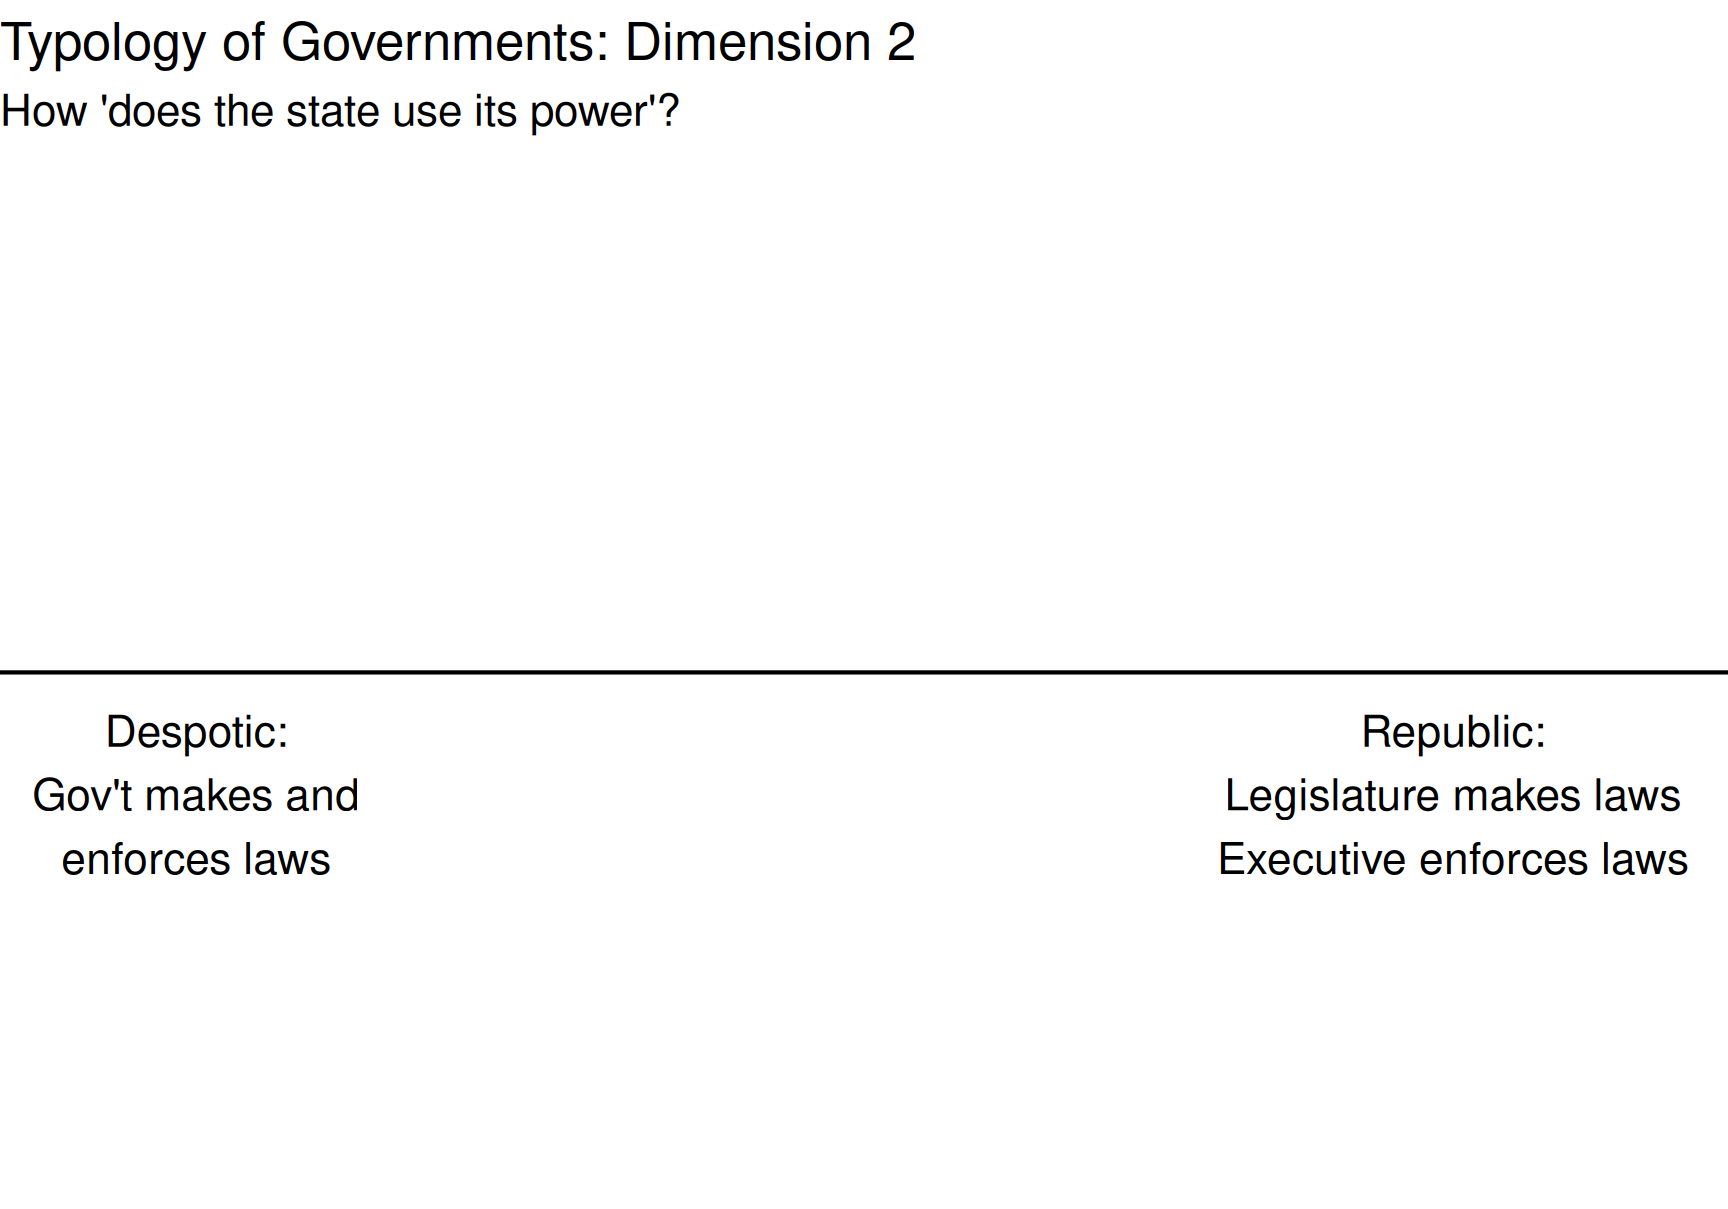 Typology of Governments: Dimension 2
How 'does the state use its power'?
Despotic:
Gov't makes and
enforces laws
Republic:
Legislature makes laws
Executive enforces laws